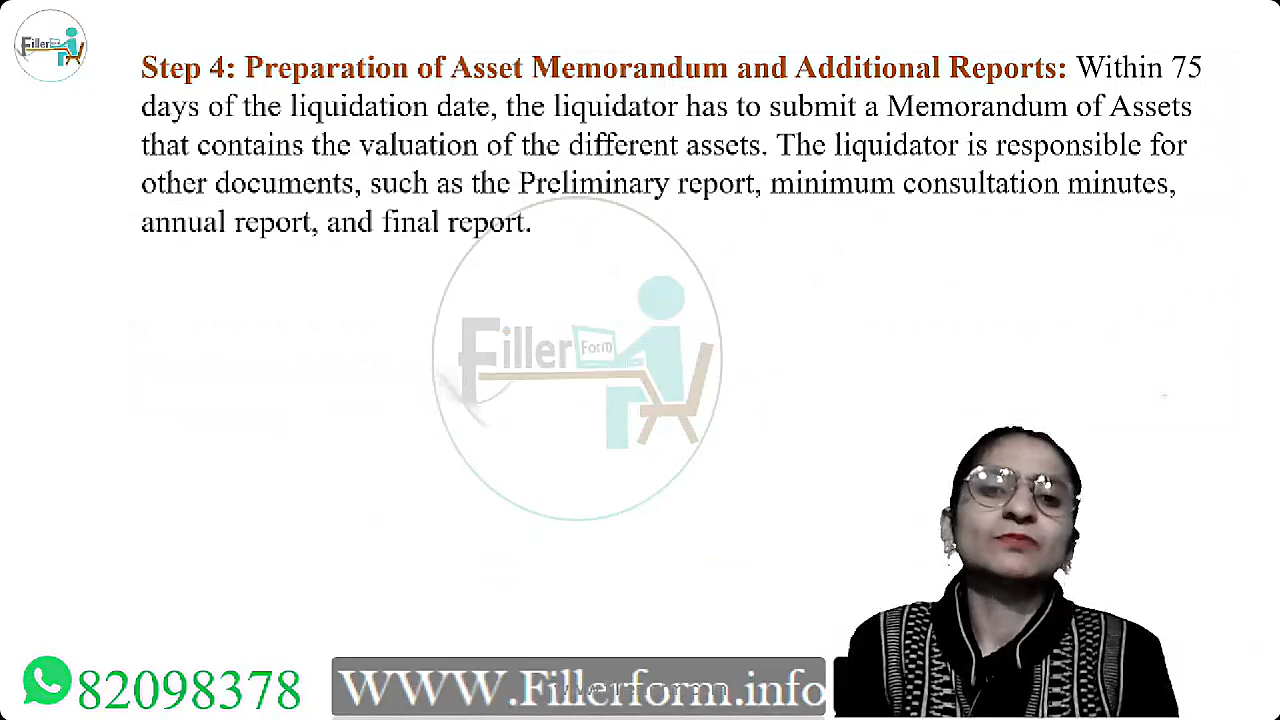 Filler
Step 4: Preparation of Asset Memorandum and Additional Reports: Within 75
days of the liquidation date, the liquidator has to submit a Memorandum of Assets
that contains the valuation of the different assets. The liquidator is responsible for
other documents, such as the Preliminary report, minimum consultation minutes,
annual report, and final report.
Filler Form
82098378
W VW.Fillerform.info